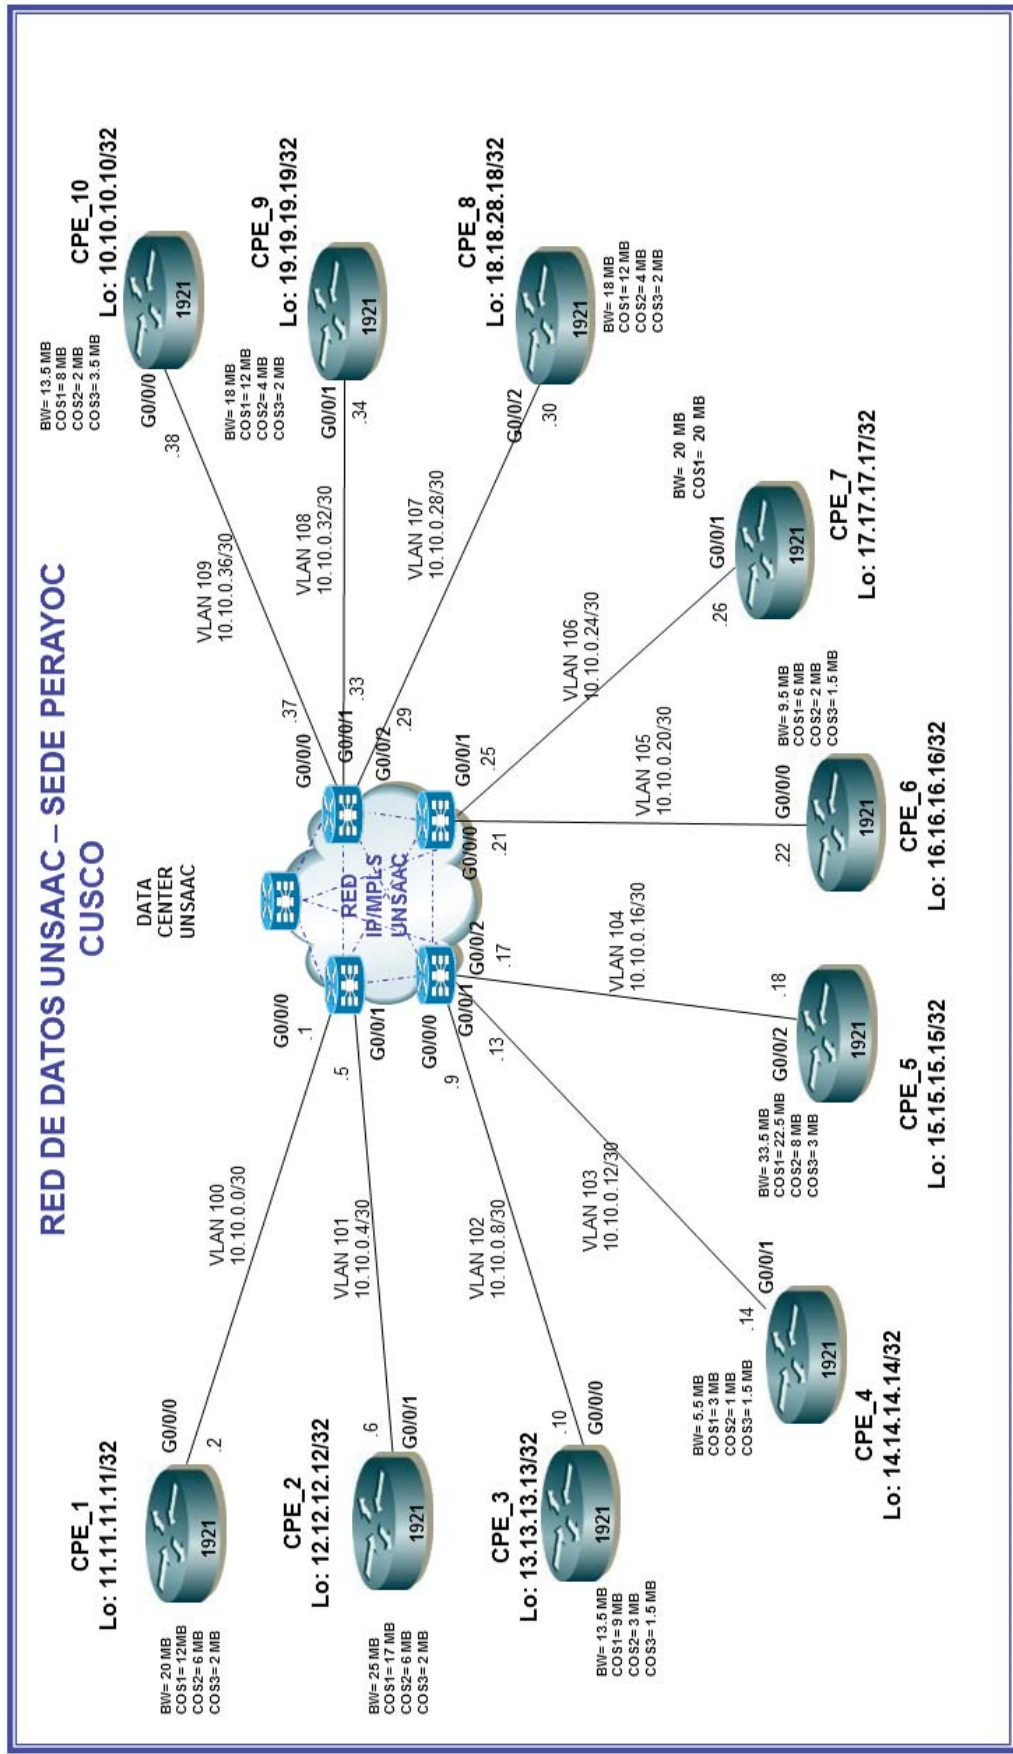 RED DE DATOS UNSAAC – SEDE PERAYOC
CUSCO
DATA
CENTER
UNSAAC
RED
IP/MPLS
UNSAAC
CPE_1
Lo: 11.11.11.11/32
1921
BW= 20 MB
COS1= 12MB
COS2= 6 MB
COS3= 2 MB
G0/0/0
.2
VLAN 100
10.10.0.0/30
G0/0/0
.1
CPE_2
Lo: 12.12.12.12/32
1921
BW= 25 MB
COS1= 17 MB
COS2= 6 MB
COS3= 2 MB
.6
G0/0/1
VLAN 101
10.10.0.4/30
.5
G0/0/1
CPE_3
Lo: 13.13.13.13/32
1921
BW= 13.5 MB
COS1= 9 MB
COS2= 3 MB
COS3= 1.5 MB
.10
G0/0/0
VLAN 102
10.10.0.8/30
G0/0/0
.9
CPE_4
Lo: 14.14.14.14/32
1921
BW= 5.5 MB
COS1= 3 MB
COS2= 1 MB
COS3= 1.5 MB
.14
G0/0/1
VLAN 103
10.10.0.12/30
G0/0/1
.13
CPE_5
Lo: 15.15.15.15/32
1921
BW= 33.5 MB
COS1= 22.5 MB
COS2= 8 MB
COS3= 3 MB
G0/0/2
.18
VLAN 104
10.10.0.16/30
G0/0/2
.17
CPE_6
Lo: 16.16.16.16/32
1921
BW= 9.5 MB
COS1= 6 MB
COS2= 2 MB
COS3= 1.5 MB
.22
G0/0/0
VLAN 105
10.10.0.20/30
G0/0/0
.21
CPE_7
Lo: 17.17.17.17/32
1921
BW= 20 MB
COS1= 20 MB
.26
G0/0/1
VLAN 106
10.10.0.24/30
G0/0/1
.25
CPE_8
Lo: 18.18.28.18/32
1921
BW= 18 MB
COS1= 12 MB
COS2= 4 MB
COS3= 2 MB
G0/0/2
.30
VLAN 107
10.10.0.28/30
G0/0/2
.29
CPE_9
Lo: 19.19.19.19/32
1921
BW= 18 MB
COS1= 12 MB
COS2= 4 MB
COS3= 2 MB
G0/0/1
.34
VLAN 108
10.10.0.32/30
G0/0/1
.33
CPE_10
Lo: 10.10.10.10/32
1921
BW= 13.5 MB
COS1= 8 MB
COS2= 2 MB
COS3= 3.5 MB
G0/0/0
.38
VLAN 109
10.10.0.36/30
G0/0/0
.37